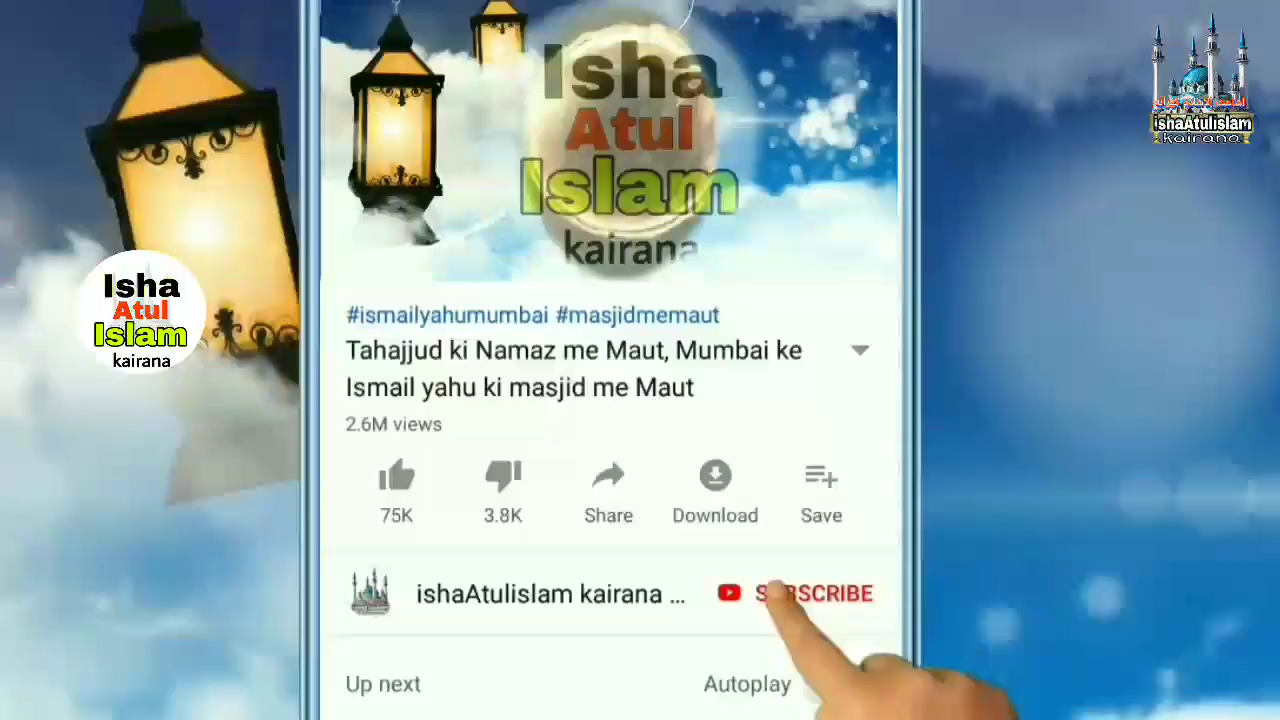 Isha
Atul
Islam
kairana
ishaAtulislam
kairana
Isha
Atul
Islam
kairana
#ismailyahumumbai #masjidmemaut
Tahajjud ki Namaz me Maut, Mumbai ke
Ismail yahu ki masjid me Maut
2.6M views
75K
3.8K
Share
Download
Save
ishaAtulislam kairana ...
SUBSCRIBE
Up next
Autoplay